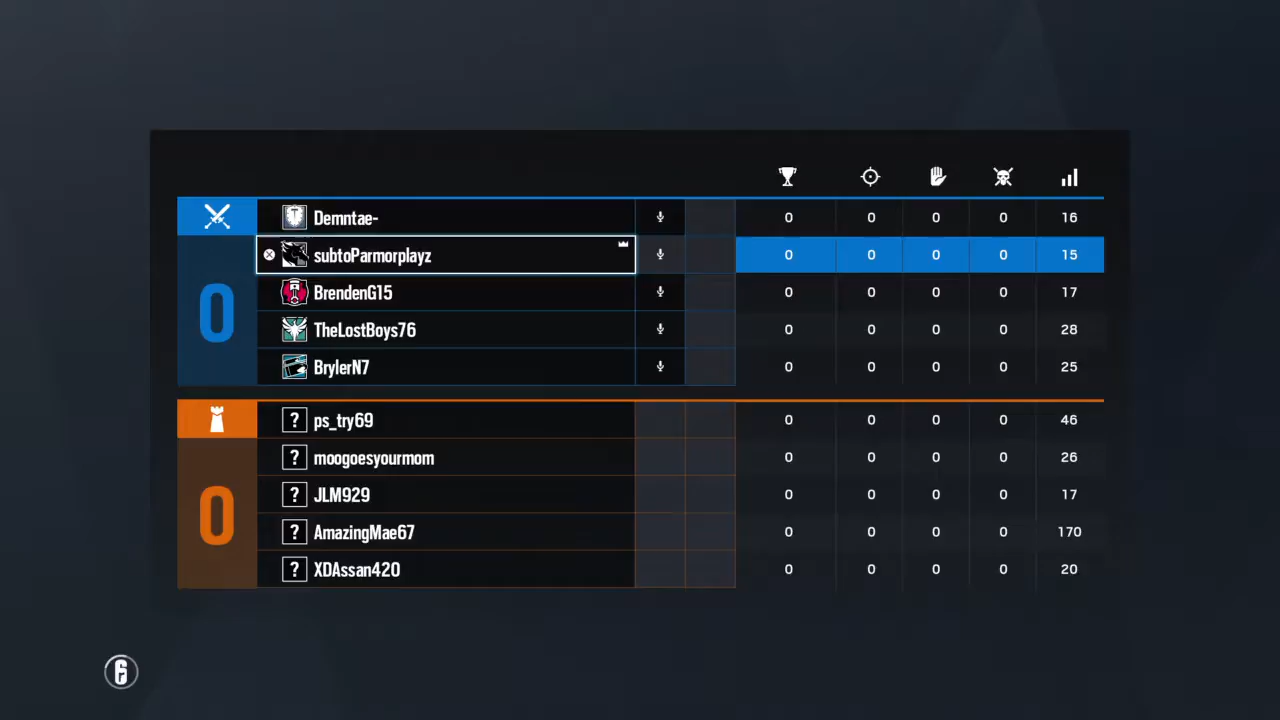 Demntae- 0 0 0 0 16
subtoParmorplayz 0 0 0 0 15
BrendenG15 0 0 0 0 17
0
TheLostBoys76 0 0 0 0 28
BrylerN7 0 0 0 0 25
? ps_try69 0 0 0 0 46
? moogoesyourmom 0 0 0 0 26
? JLM929 0 0 0 0 17
0
? AmazingMae67 0 0 0 0 170
? XDAssan420 0 0 0 0 20
6